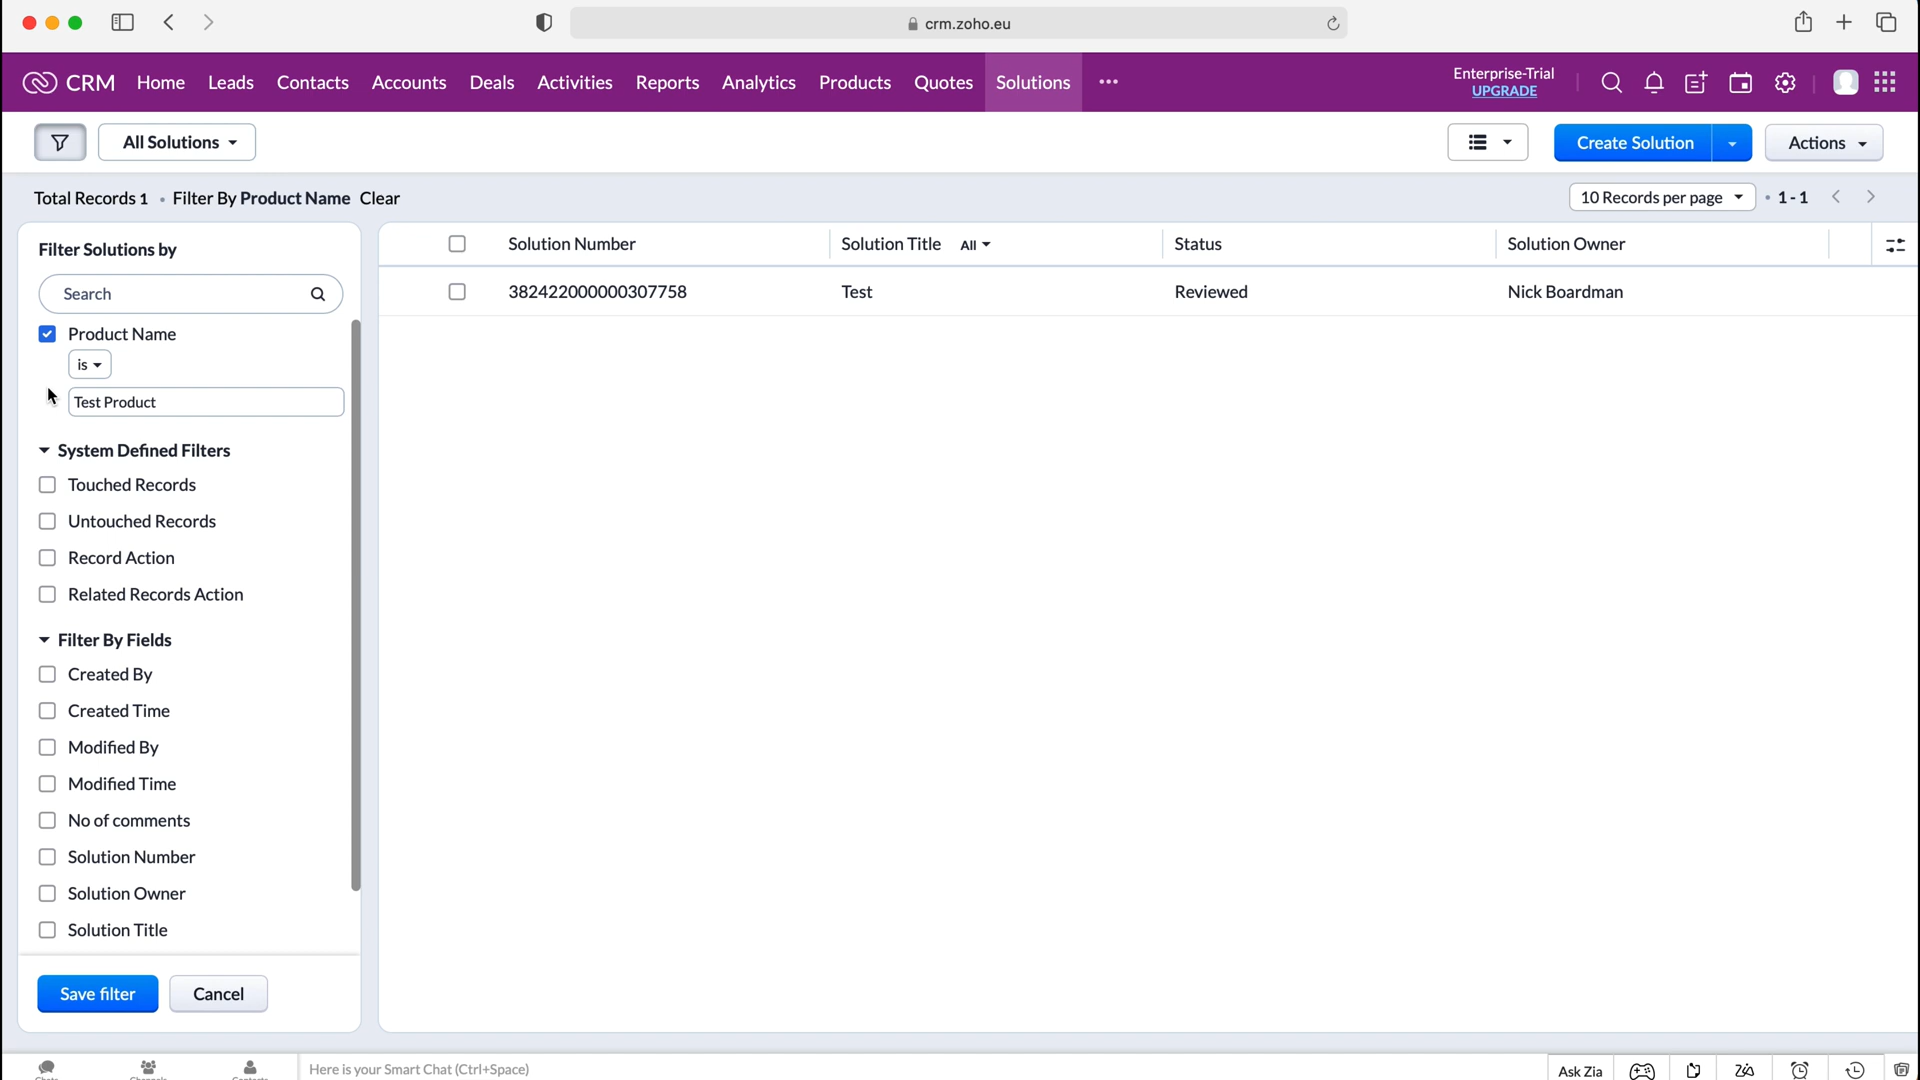 crm.zoho.eu
CRM Home Leads Contacts Accounts Deals Activities Reports Analytics Products Quotes Solutions ••• Enterprise-Trial
UPGRADE
All Solutions
Create Solution
Actions
Total Records 1 • Filter By Product Name Clear
10 Records per page • 1 - 1
Filter Solutions by
Search
Product Name
is
Test Product
System Defined Filters
Touched Records
Untouched Records
Record Action
Related Records Action
Filter By Fields
Created By
Created Time
Modified By
Modified Time
No of comments
Solution Number
Solution Owner
Solution Title
Save filter Cancel
Solution Number Solution Title All Status Solution Owner
382422000000307758 Test Reviewed Nick Boardman
Here is your Smart Chat (Ctrl+Space)
Ask Zia